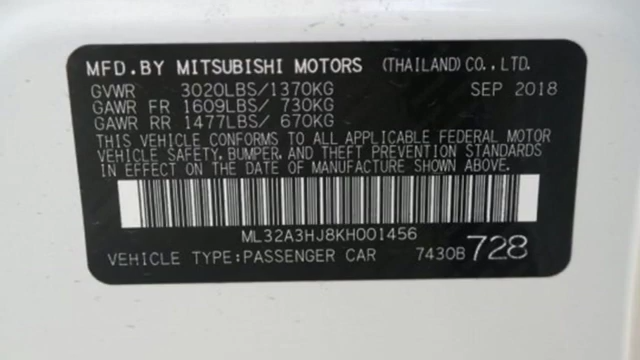 MFD.BY MITSUBISHI MOTORS (THAILAND)CO.,LTD.
GVWR 3020LBS/1370KG SEP 2018
GAWR FR 1609LBS/ 730KG
GAWR RR 1477LBS/ 670KG
THIS VEHICLE CONFORMS TO ALL APPLICABLE FEDERAL MOTOR
VEHICLE SAFETY, BUMPER, AND THEFT PREVENTION STANDARDS
IN EFFECT ON THE DATE OF MANUFACTURE SHOWN ABOVE.
ML32A3HJ8KH001456
VEHICLE TYPE:PASSENGER CAR 7430B 728